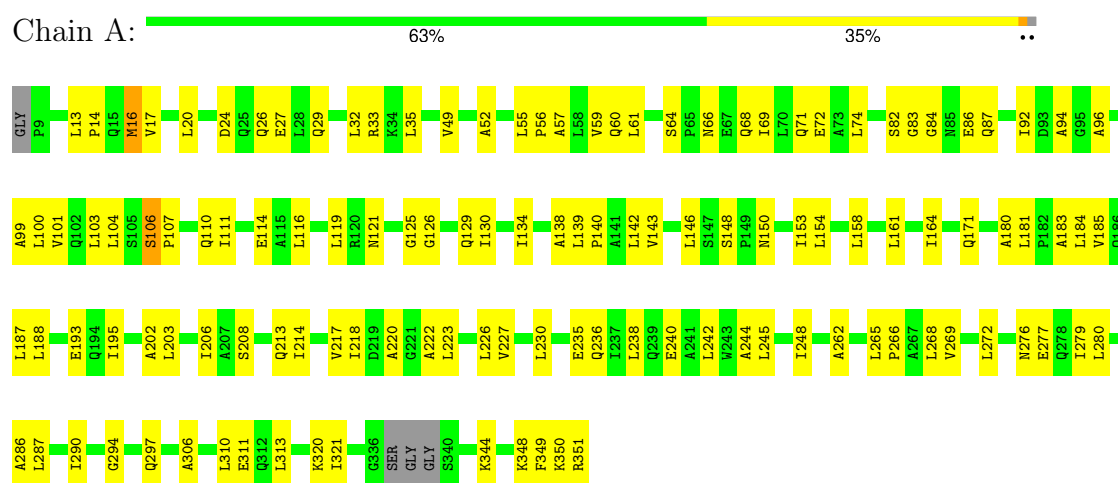 Chain A:
63% 35% ••
GLY P9 L13 P14 Q15 M16 V17 L20 D24 Q25 Q26 E27 L28 Q29 L32 R33 K34 L35 V49 A52 L55 P56 A57 L58 V59 Q60 L61 S64 P65 N66 E67 Q68 I69 L70 Q71 E72 A73 L74 S82 G83 G84 N85 E86 Q87 I92 D93 A94 G95 A96
A99 L100 V101 Q102 L103 L104 S105 S106 P107 Q110 I111 E114 A115 L116 L119 R120 N121 G125 G126 Q129 I130 I134 A138 L139 P140 A141 L142 V143 L146 S147 S148 P149 N150 I153 L154 L158 L161 I164 Q171 A180 L181 P182 A183 L184 V185 Q186
L187 L188 E193 Q194 I195 A202 L203 I206 A207 S208 Q213 I214 V217 I218 D219 A220 G221 A222 L223 L226 V227 L230 E235 Q236 I237 L238 Q239 E240 A241 L242 W243 A244 L245 I248 A262 L265 P266 A267 L268 V269 L272 N276 E277 Q278 I279 L280
A286 L287 I290 G294 Q297 A306 L310 E311 Q312 L313 K320 I321 G336 SER GLY GLY S340 K344 K348 F349 K350 R351